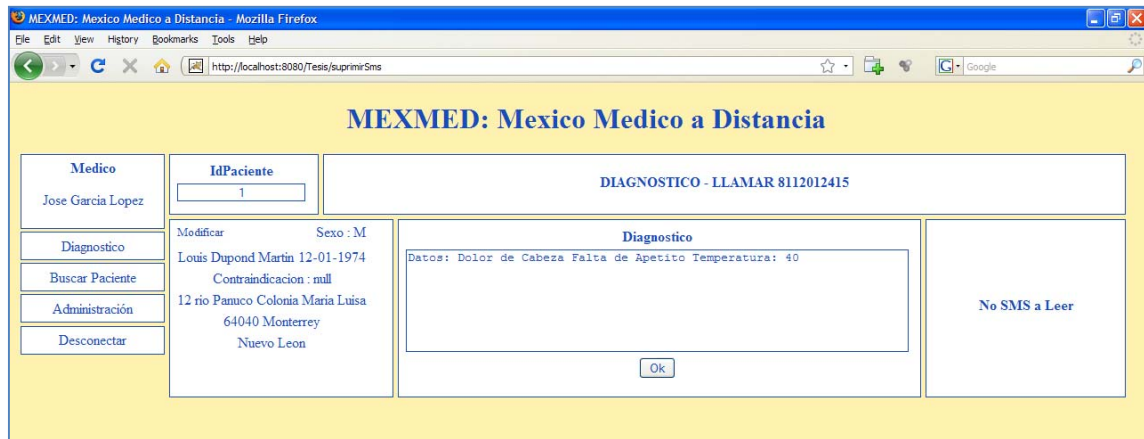 MEXMED: Mexico Medico a Distancia - Mozilla Firefox
File Edit View History Bookmarks Tools Help
http://localhost:8080/Tesis/suprimirSms
Google
MEXMED: Mexico Medico a Distancia
Medico
Jose Garcia Lopez
IdPaciente
1
DIAGNOSTICO - LLAMAR 8112012415
Diagnostico
Buscar Paciente
Administración
Desconectar
Modificar Sexo : M
Louis Dupond Martin 12-01-1974
Contraindicacion : null
12 rio Panuco Colonia Maria Luisa
64040 Monterrey
Nuevo Leon
Diagnostico
Datos: Dolor de Cabeza Falta de Apetito Temperatura: 40
Ok
No SMS a Leer